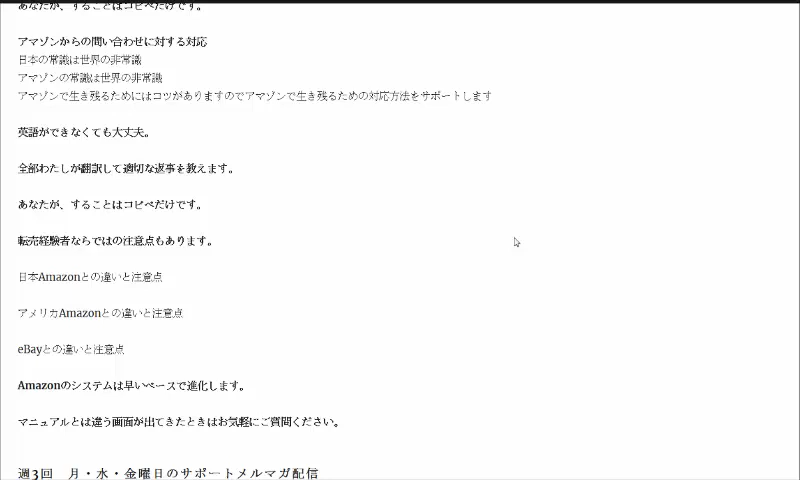 あなたが、することはコピペだけです。
アマゾンからの問い合わせに対する対応
日本の常識は世界の非常識
アマゾンの常識は世界の非常識
アマゾンで生き残るためにはコツがありますのでアマゾンで生き残るための対応方法をサポートします
英語ができなくても大丈夫。
全部わたしが翻訳して適切な返事を教えます。
あなたが、することはコピペだけです。
転売経験者ならではの注意点もあります。
日本Amazonとの違いと注意点
アメリカAmazonとの違いと注意点
eBayとの違いと注意点
Amazonのシステムは早いペースで進化します。
マニュアルとは違う画面が出てきたときはお気軽にご質問ください。
週3回　月・水・金曜日のサポートメルマガ配信